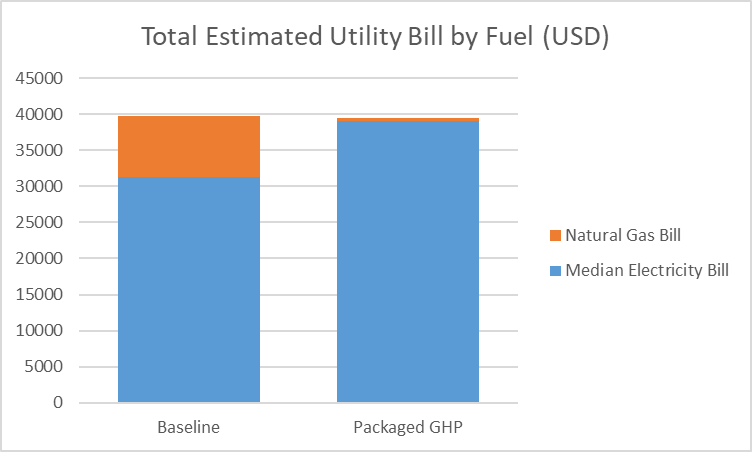 Total Estimated Utility Bill by Fuel (USD)
45000
40000
35000
30000
25000
20000
15000
10000
5000
0
Baseline
Packaged GHP
Natural Gas Bill
Median Electricity Bill